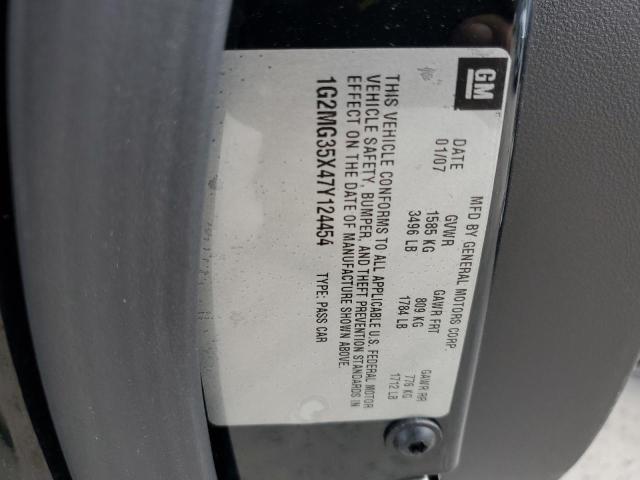 GM
MFD BY GENERAL MOTORS CORP
DATE GVWR GAWR FRT GAWR RR
01/07 1585 KG 809 KG 776 KG
3496 LB 1784 LB 1712 LB
THIS VEHICLE CONFORMS TO ALL APPLICABLE U.S. FEDERAL MOTOR
VEHICLE SAFETY, BUMPER, AND THEFT PREVENTION STANDARDS IN
EFFECT ON THE DATE OF MANUFACTURE SHOWN ABOVE.
1G2MG35X47Y124454 TYPE: PASS CAR